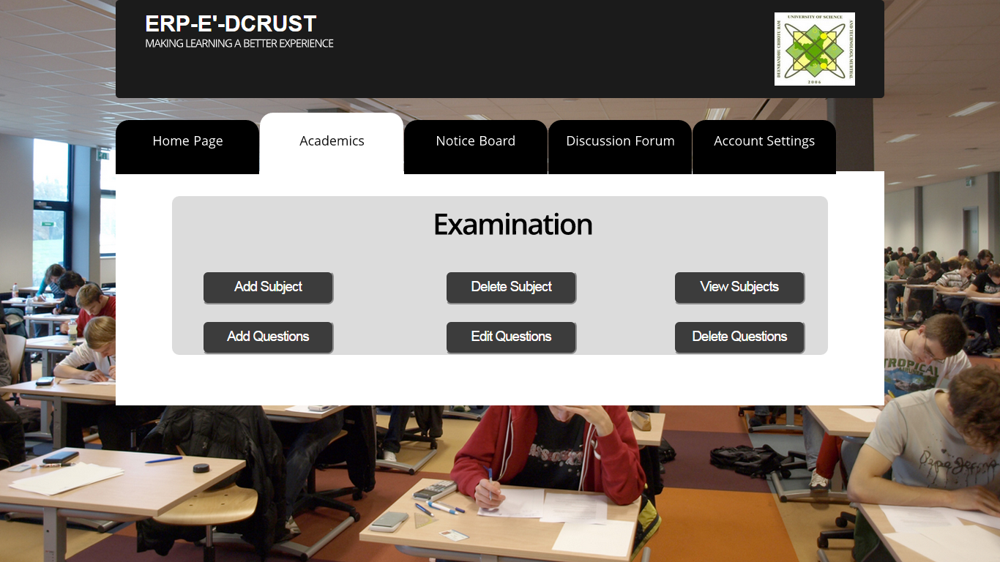 ERP-E'-DCRUST
MAKING LEARNING A BETTER EXPERIENCE
UNIVERSITY OF SCIENCE
DEENBANDHU CHHOTU RAM
AND TECHNOLOGY, MURTHAL
2006
Home Page
Academics
Notice Board
Discussion Forum
Account Settings
Examination
Add Subject
Delete Subject
View Subjects
Add Questions
Edit Questions
Delete Questions
TROPICAL